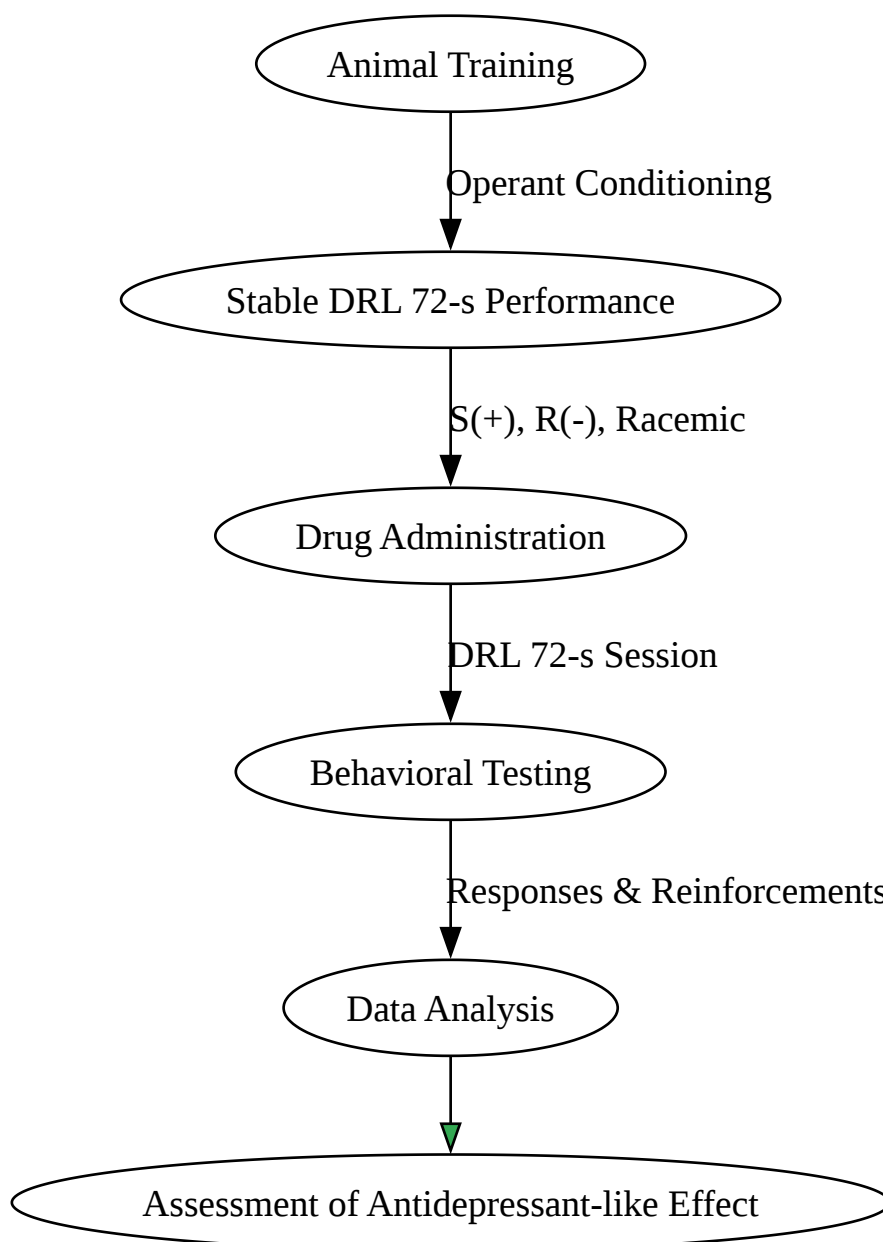 Animal Training
Operant Conditioning
Stable DRL 72-s Performance
S(+), R(-), Racemic
Drug Administration
DRL 72-s Session
Behavioral Testing
Responses & Reinforcements
Data Analysis
Assessment of Antidepressant-like Effect